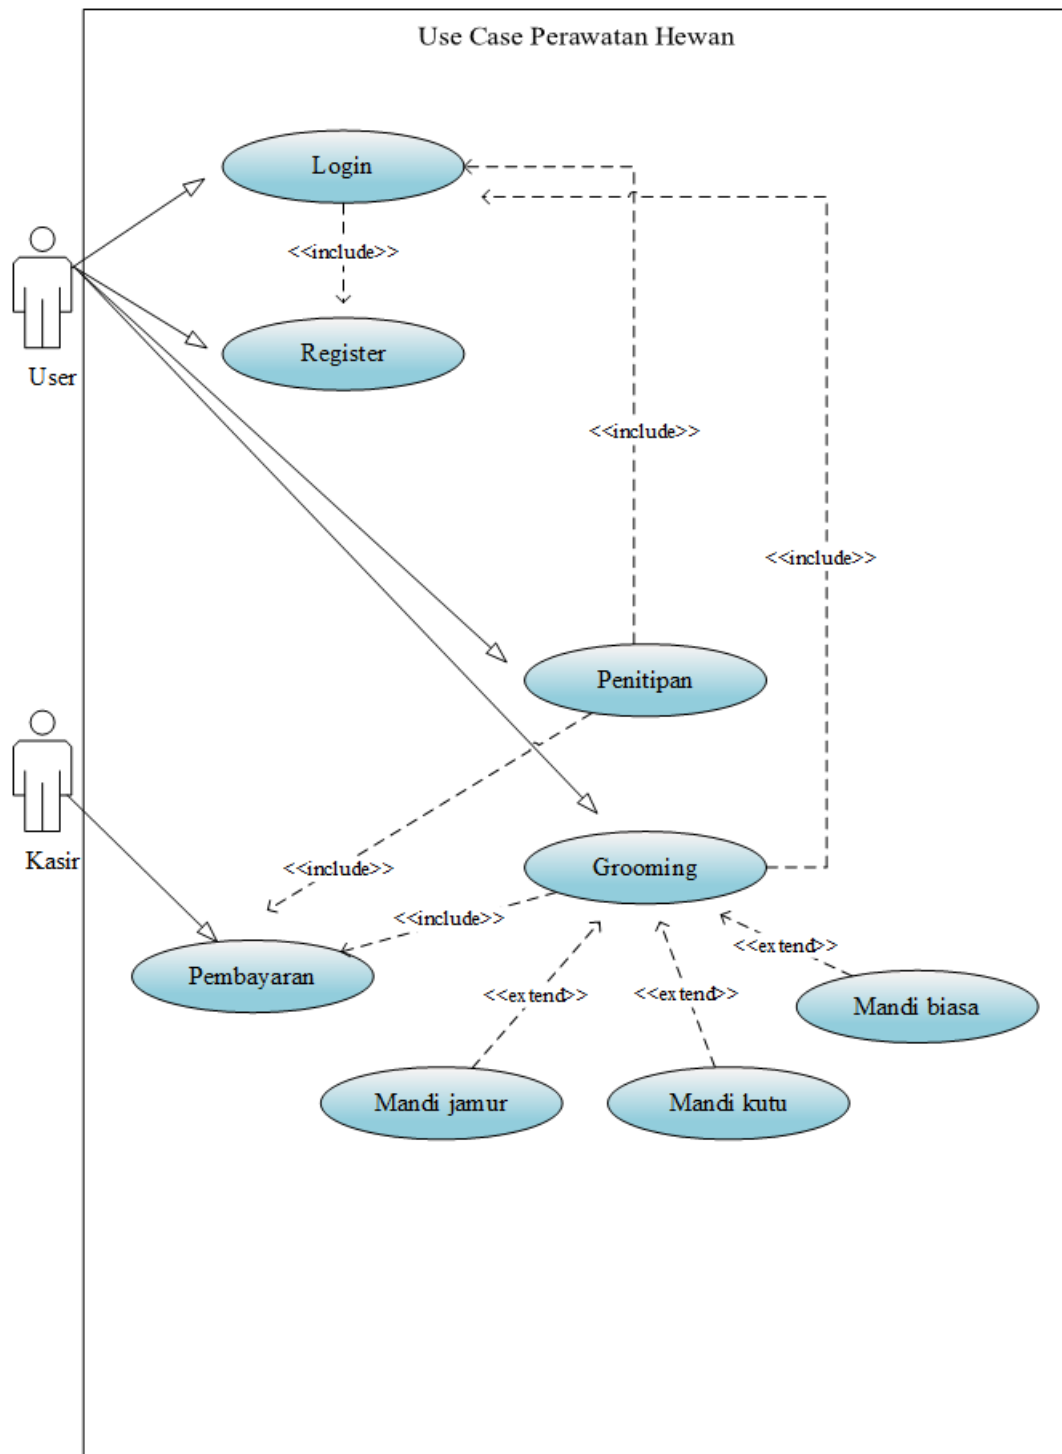 Use Case Perawatan Hewan
Login
<<include>>
Register
User
<<include>>
<<include>>
Penitipan
Kasir
<<include>>
Grooming
<<include>>
<<extend>>
Pembayaran
<<extend>>
<<extend>>
Mandi biasa
Mandi jamur
Mandi kutu